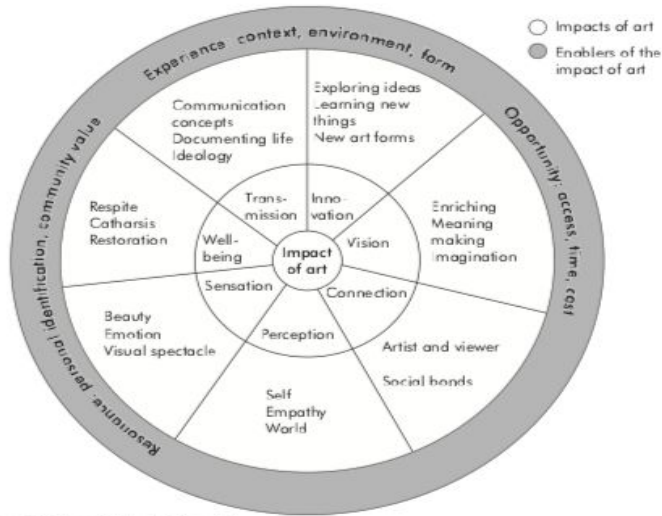 Impacts of art
Enablers of the
impact of art
Experience: context, environment, form
Opportunity: access, time, cost
Resonance: personal identification, community value
Communication
concepts
Documenting life
Ideology
Exploring ideas
Learning new
things
New art forms
Respite
Catharsis
Restoration
Trans-
mission
Inno-
vation
Enriching
Meaning
making
Imagination
Well-
being
Vision
Impact
of art
Sensation
Connection
Perception
Beauty
Emotion
Visual spectacle
Artist and viewer
Social bonds
Self
Empathy
World